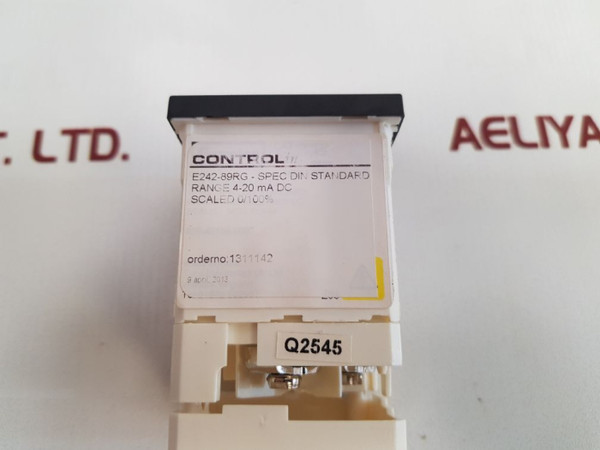 T. LTD.
AELIYA
CONTROL in
E242-89RG - SPEC DIN STANDARD
RANGE 4-20 mA DC
SCALED 0/100%
orderno:1311142
Q2545